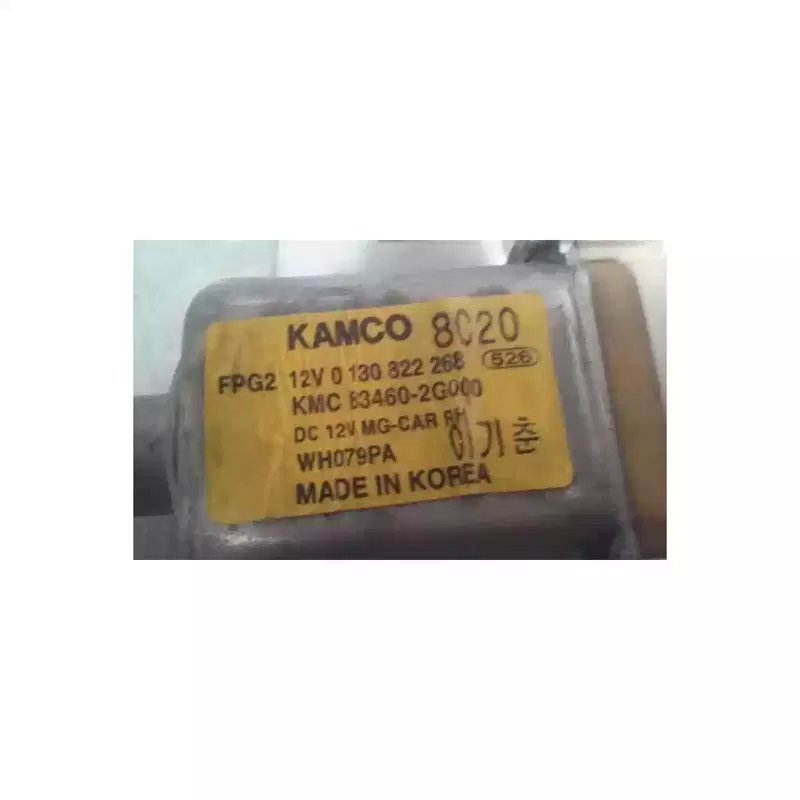 KAMCO 8C20
FPG2 12V 0 130 822 268 526
KMC 83460-2G000
DC 12V MG-CAR RH
이기춘
WH079PA
MADE IN KOREA